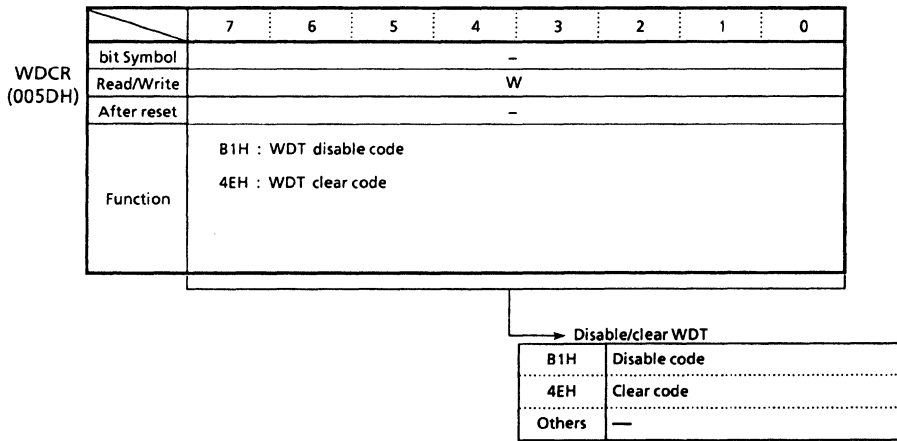 7 6 5 4 3 2 1 0
bit Symbol –
WDCR
(005DH)
Read/Write W
After reset –
Function
B1H : WDT disable code
4EH : WDT clear code
Disable/clear WDT
B1H Disable code
4EH Clear code
Others —